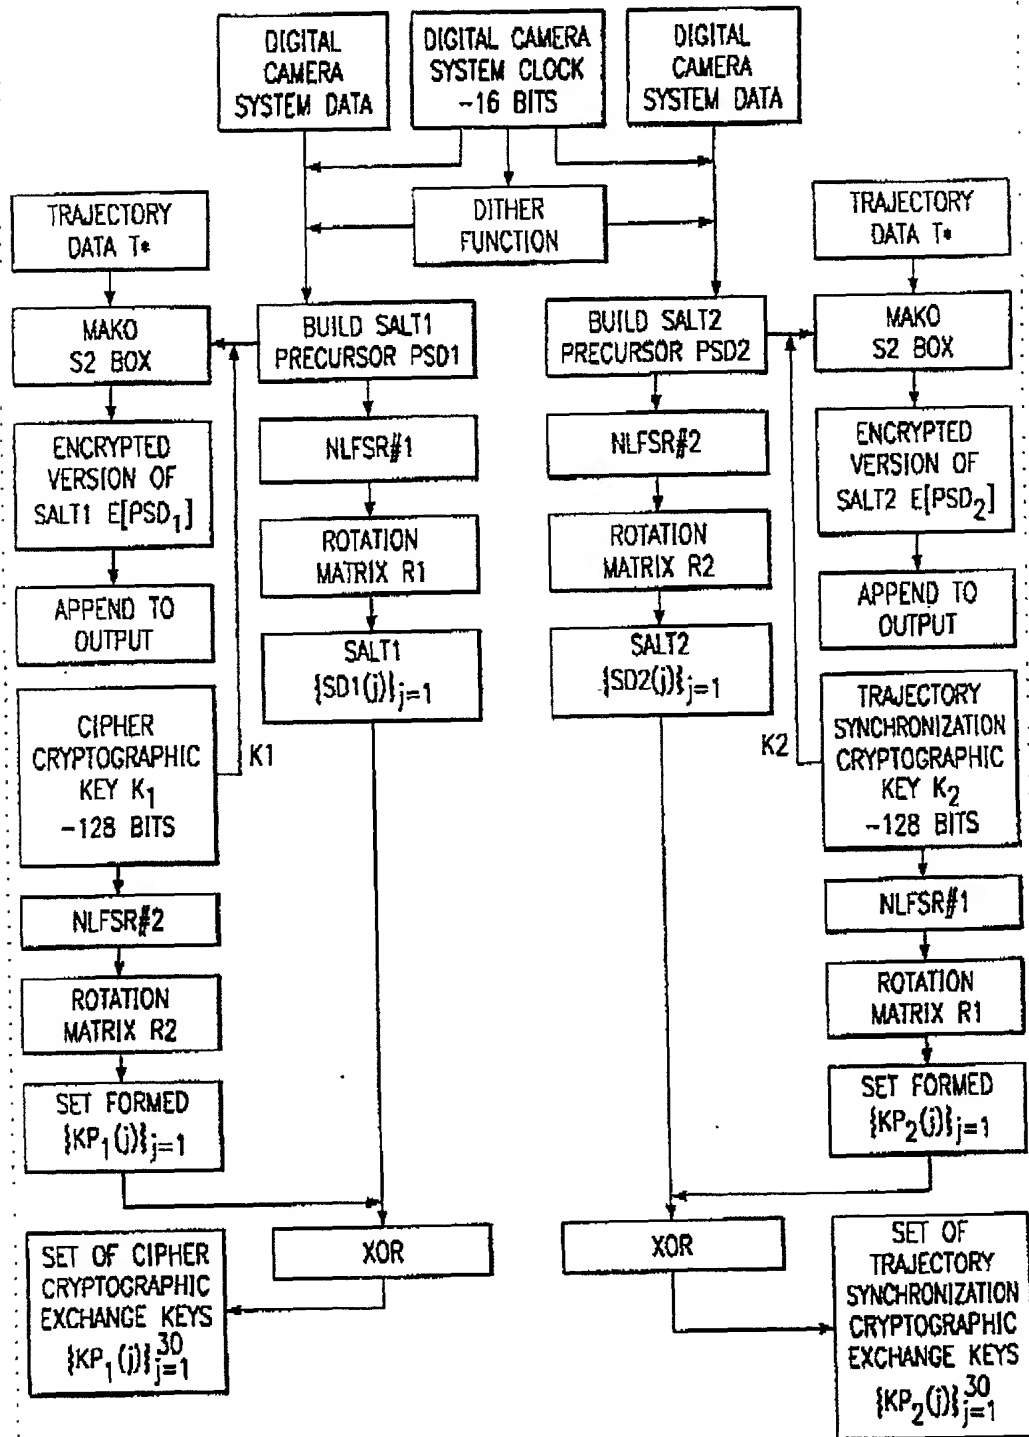 DIGITAL
CAMERA
SYSTEM DATA
DIGITAL CAMERA
SYSTEM CLOCK
-16 BITS
DIGITAL
CAMERA
SYSTEM DATA
DITHER
FUNCTION
TRAJECTORY
DATA T*
TRAJECTORY
DATA T*
MAKO
S2 BOX
BUILD SALT1
PRECURSOR PSD1
BUILD SALT2
PRECURSOR PSD2
MAKO
S2 BOX
ENCRYPTED
VERSION OF
SALT1 E[PSD1]
NLFSR#1
NLFSR#2
ENCRYPTED
VERSION OF
SALT2 E[PSD2]
ROTATION
MATRIX R1
ROTATION
MATRIX R2
APPEND TO
OUTPUT
APPEND TO
OUTPUT
SALT1
{SD1(j)}j=1
SALT2
{SD2(j)}j=1
CIPHER
CRYPTOGRAPHIC
KEY K1
-128 BITS
K1
K2
TRAJECTORY
SYNCHRONIZATION
CRYPTOGRAPHIC
KEY K2
-128 BITS
NLFSR#2
NLFSR#1
ROTATION
MATRIX R2
ROTATION
MATRIX R1
SET FORMED
{KP1(j)}j=1
SET FORMED
{KP2(j)}j=1
XOR
XOR
SET OF CIPHER
CRYPTOGRAPHIC
EXCHANGE KEYS
{KP1(j)}30j=1
SET OF
TRAJECTORY
SYNCHRONIZATION
CRYPTOGRAPHIC
EXCHANGE KEYS
{KP2(j)}30j=1